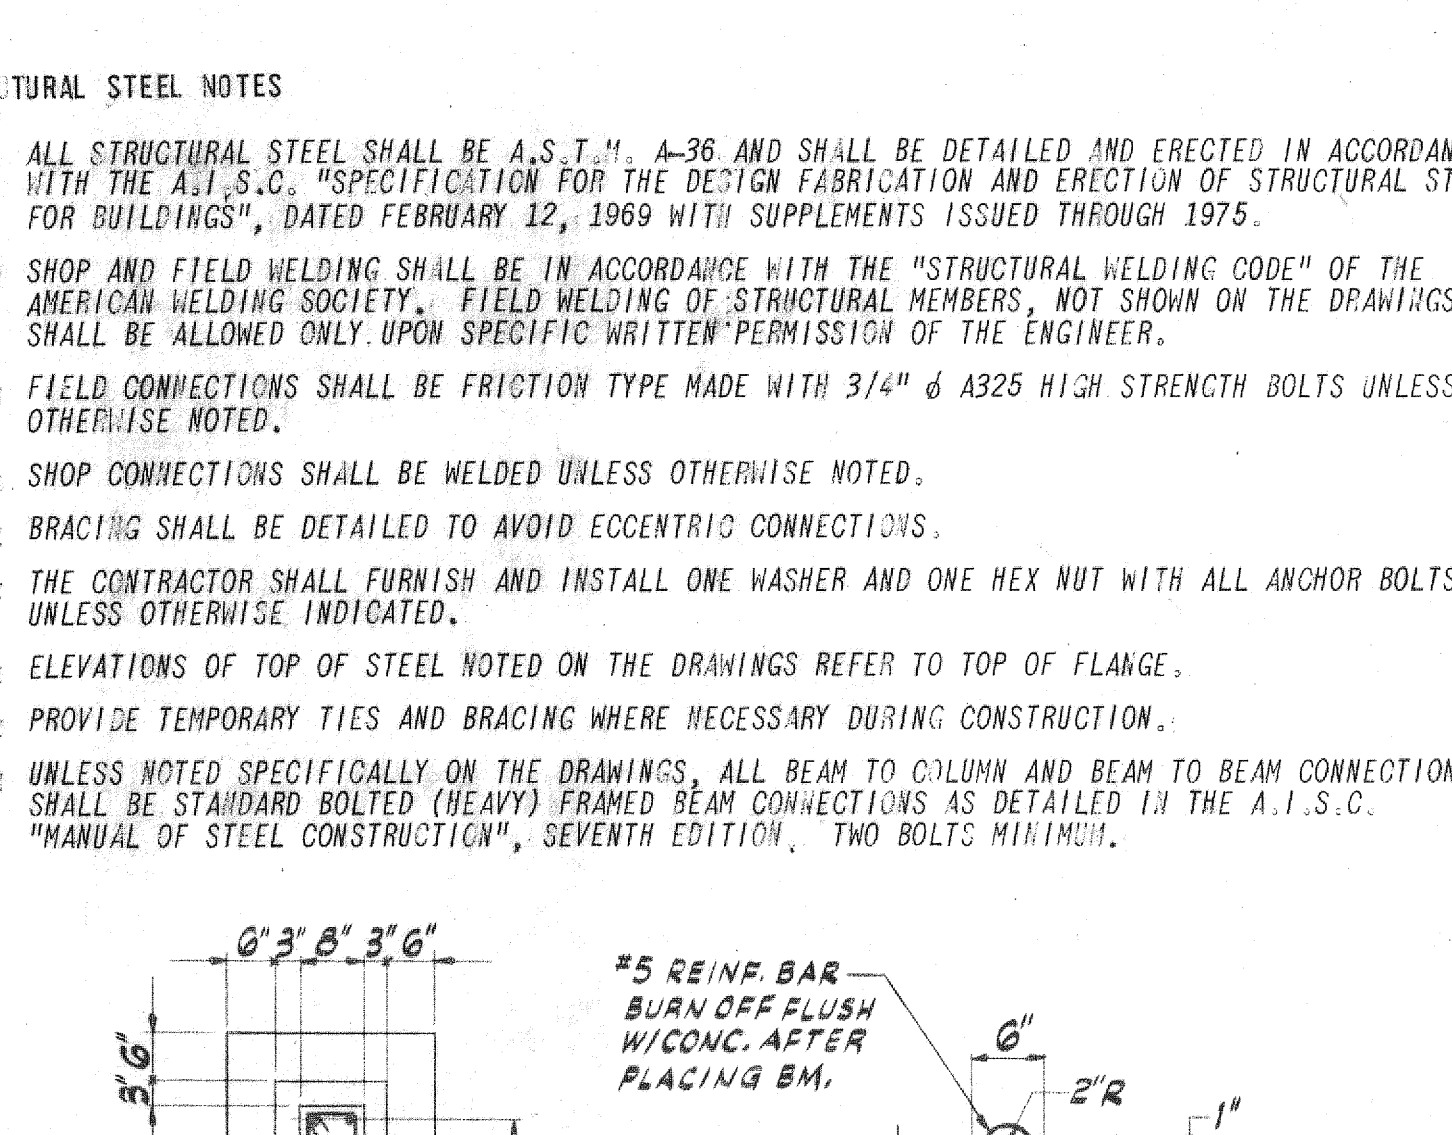 TURAL STEEL NOTES
ALL STRUCTURAL STEEL SHALL BE A.S.T.M. A-36 AND SHALL BE DETAILED AND ERECTED IN ACCORDAN
WITH THE A.I.S.C. "SPECIFICATION FOR THE DESIGN FABRICATION AND ERECTION OF STRUCTURAL ST
FOR BUILDINGS", DATED FEBRUARY 12, 1969 WITH SUPPLEMENTS ISSUED THROUGH 1975.
SHOP AND FIELD WELDING SHALL BE IN ACCORDANCE WITH THE "STRUCTURAL WELDING CODE" OF THE
AMERICAN WELDING SOCIETY. FIELD WELDING OF STRUCTURAL MEMBERS, NOT SHOWN ON THE DRAWINGS
SHALL BE ALLOWED ONLY UPON SPECIFIC WRITTEN PERMISSION OF THE ENGINEER.
FIELD CONNECTIONS SHALL BE FRICTION TYPE MADE WITH 3/4" ϕ A325 HIGH STRENGTH BOLTS UNLESS
OTHERWISE NOTED.
SHOP CONNECTIONS SHALL BE WELDED UNLESS OTHERWISE NOTED.
BRACING SHALL BE DETAILED TO AVOID ECCENTRIC CONNECTIONS.
THE CONTRACTOR SHALL FURNISH AND INSTALL ONE WASHER AND ONE HEX NUT WITH ALL ANCHOR BOLTS
UNLESS OTHERWISE INDICATED.
ELEVATIONS OF TOP OF STEEL NOTED ON THE DRAWINGS REFER TO TOP OF FLANGE.
PROVIDE TEMPORARY TIES AND BRACING WHERE NECESSARY DURING CONSTRUCTION.
UNLESS NOTED SPECIFICALLY ON THE DRAWINGS, ALL BEAM TO COLUMN AND BEAM TO BEAM CONNECTION
SHALL BE STANDARD BOLTED (HEAVY) FRAMED BEAM CONNECTIONS AS DETAILED IN THE A.I.S.C.
"MANUAL OF STEEL CONSTRUCTION", SEVENTH EDITION. TWO BOLTS MINIMUM.
6" 3" 8" 3" 6"
#5 REINF. BAR
BURN OFF FLUSH
W/CONC. AFTER
PLACING BM.
6"
3" 6"
2"R
1"